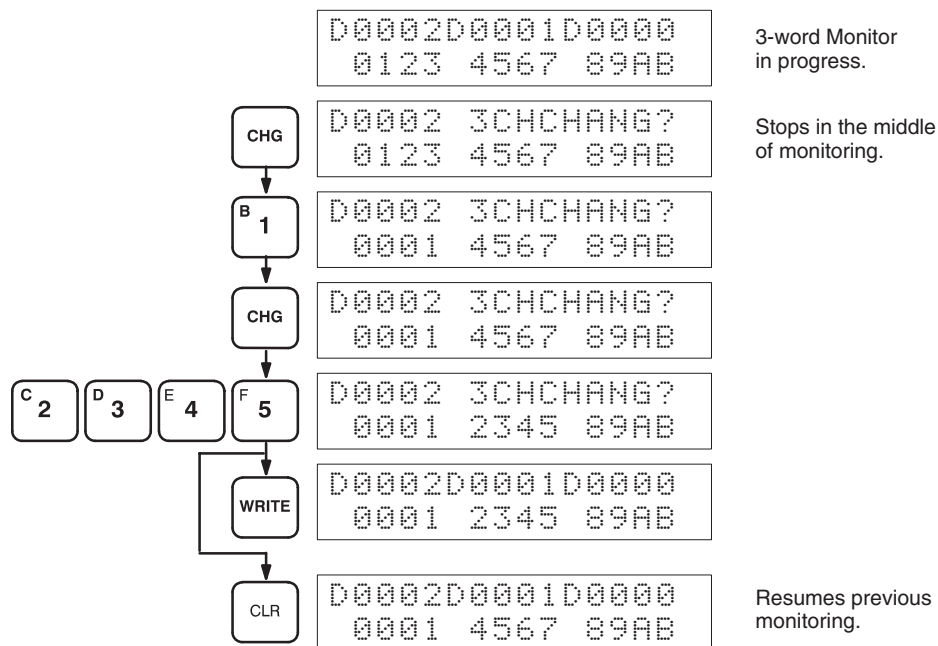 D0002D0001D0000
0123 4567 89AB
3-word Monitor
in progress.
CHG
D0002 3CHCHANG?
0123 4567 89AB
Stops in the middle
of monitoring.
B 1
D0002 3CHCHANG?
0001 4567 89AB
CHG
D0002 3CHCHANG?
0001 4567 89AB
C 2 D 3 E 4 F 5
D0002 3CHCHANG?
0001 2345 89AB
WRITE
D0002D0001D0000
0001 2345 89AB
CLR
D0002D0001D0000
0001 4567 89AB
Resumes previous
monitoring.